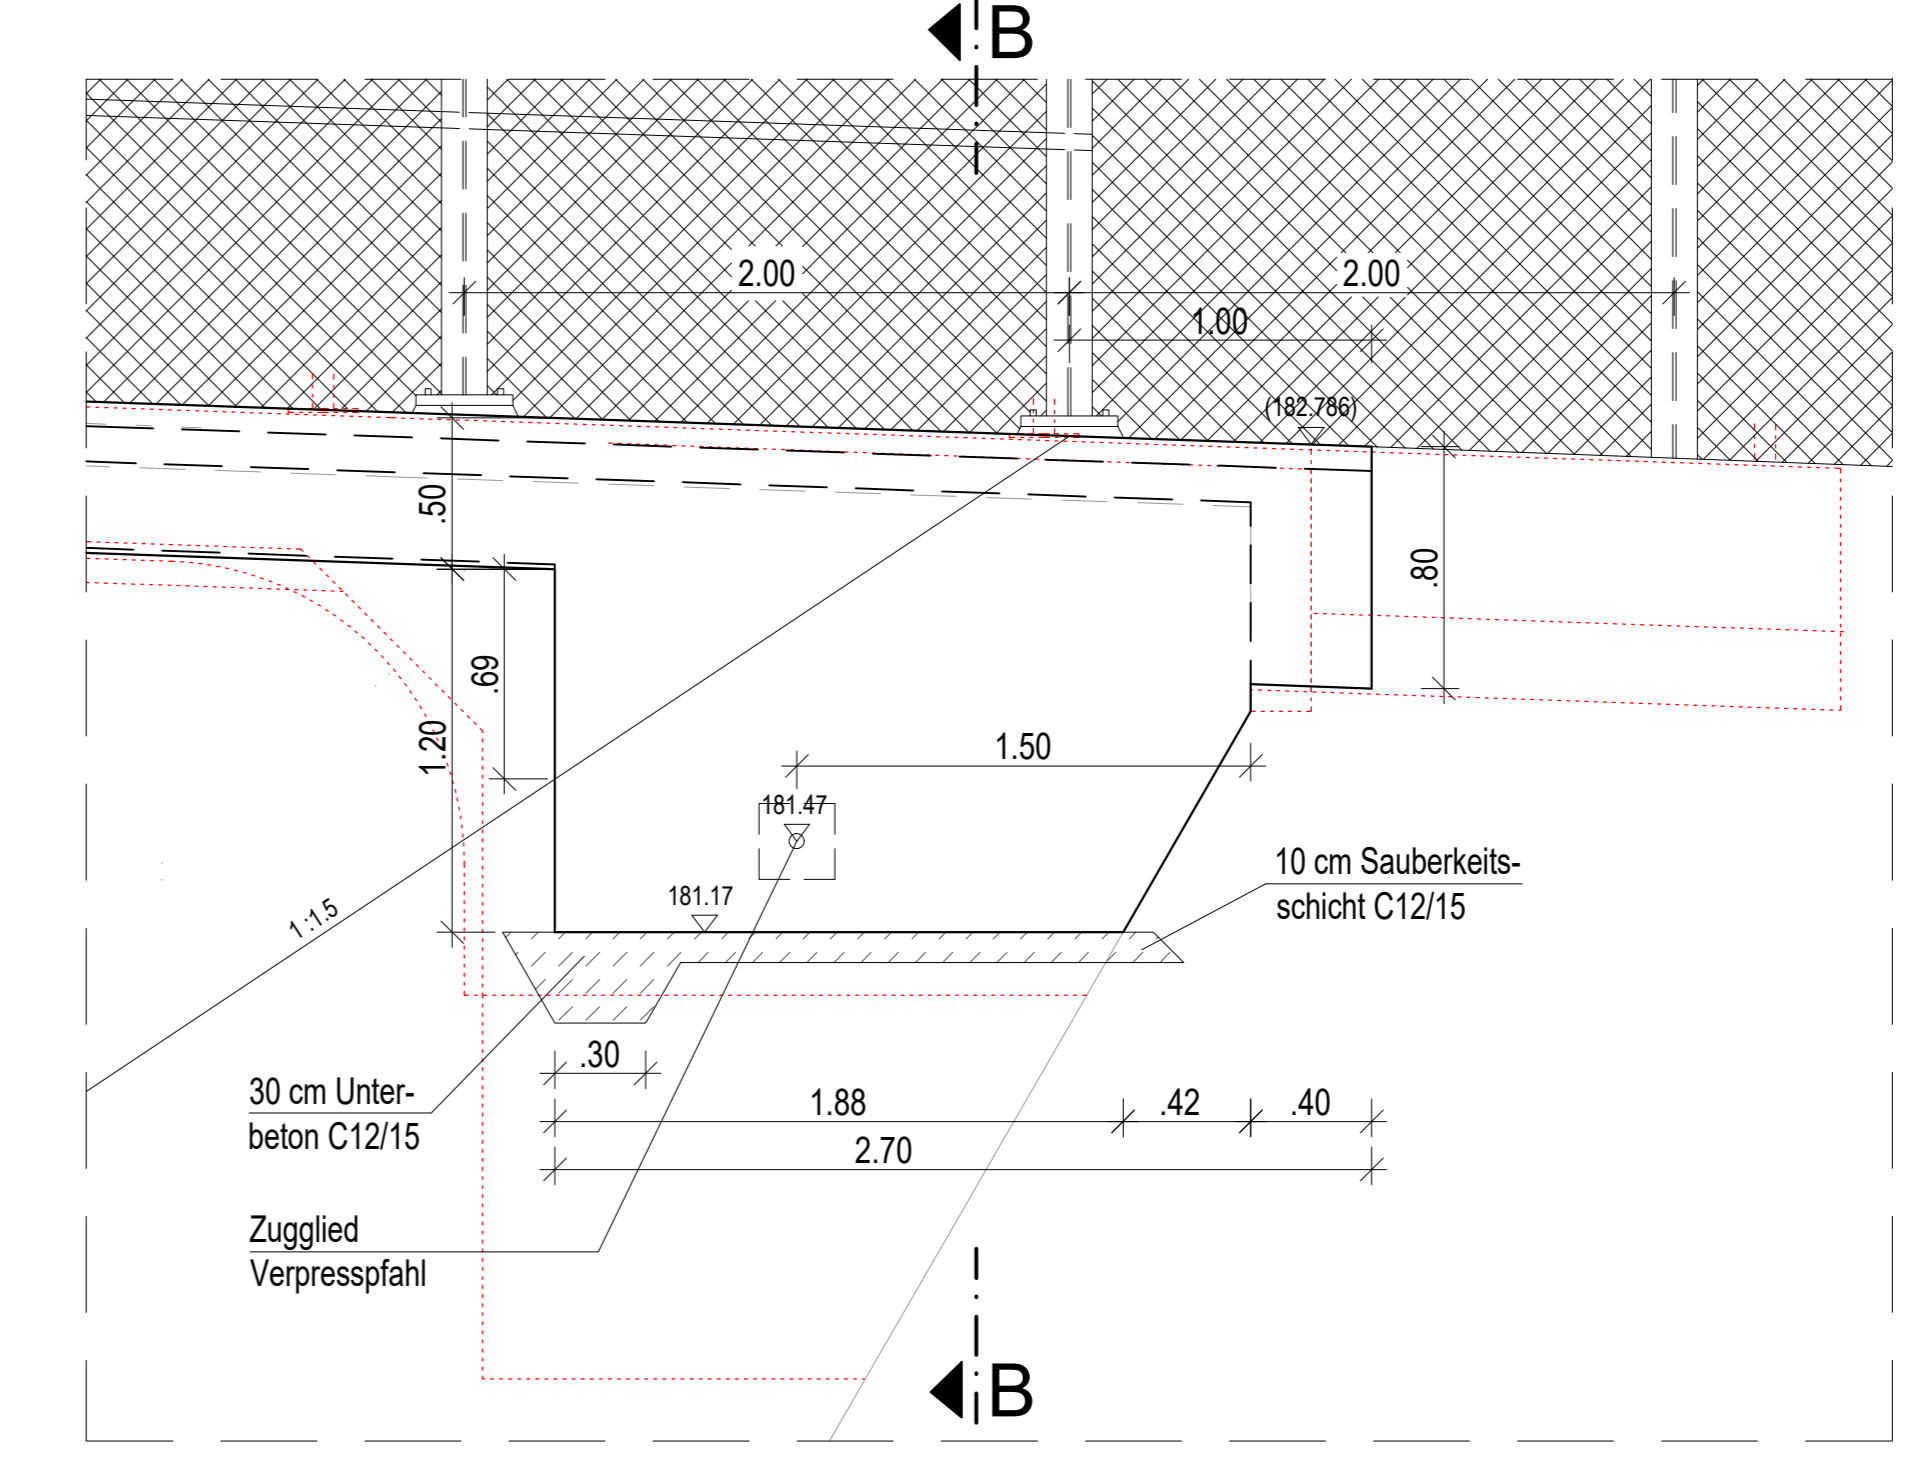 B
2.00
2.00
1.00
(182.786)
.50
.80
.69
1.20
1.50
181.47
181.17
10 cm Sauberkeits-
schicht C12/15
1:1.5
.30
30 cm Unter-
beton C12/15
1.88
.42
.40
2.70
Zugglied
Verpresspfahl
B